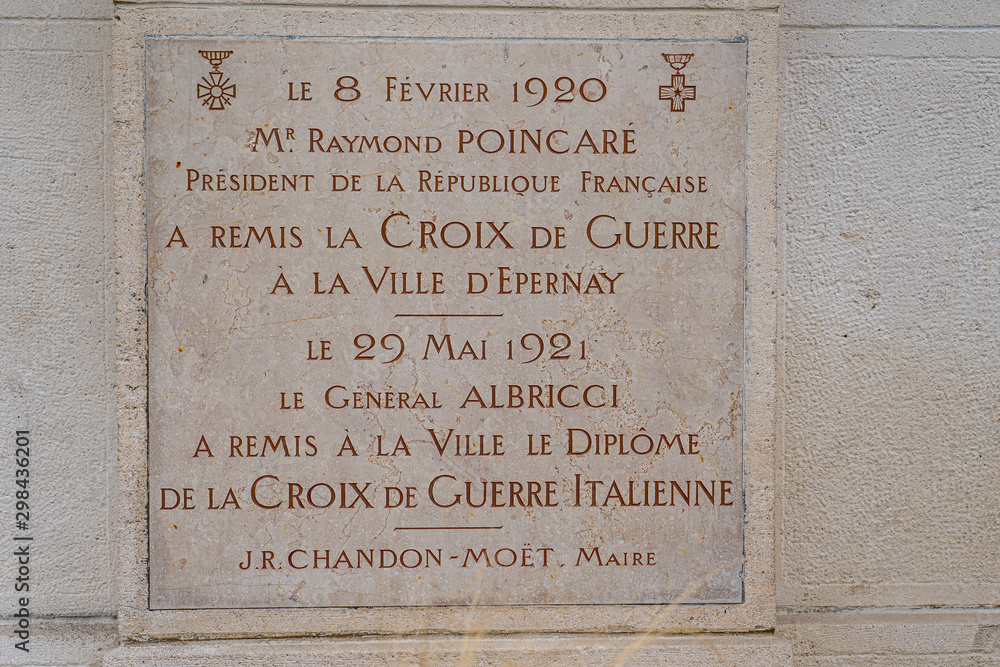 LE 8 FÉVRIER 1920
MR RAYMOND POINCARÉ
PRÉSIDENT DE LA RÉPUBLIQUE FRANÇAISE
A REMIS LA CROIX DE GUERRE
À LA VILLE D'EPERNAY
LE 29 MAI 1921
LE GÉNÉRAL ALBRICCI
A REMIS À LA VILLE LE DIPLÔME
DE LA CROIX DE GUERRE ITALIENNE
J.R. CHANDON-MOËT. MAIRE
Adobe Stock | #298436201